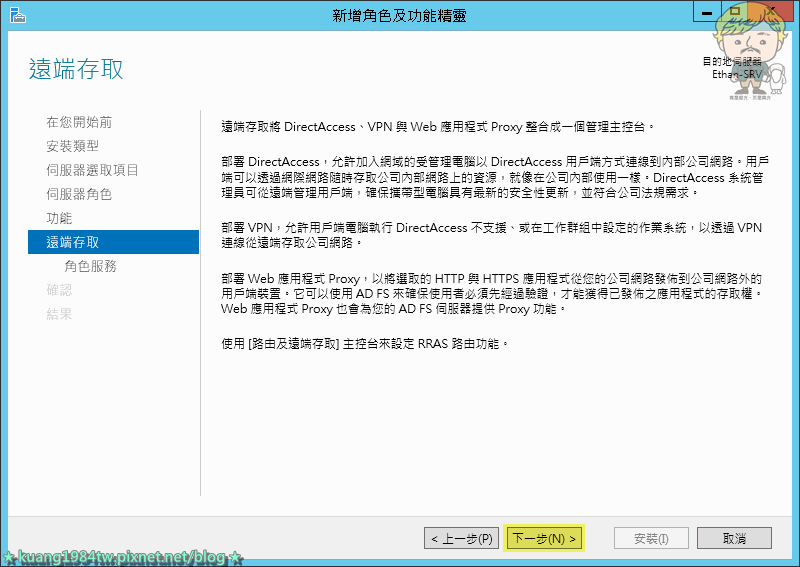 新增角色及功能精靈
遠端存取
目的地伺服器
Ethan-SRV
在您開始前
安裝類型
伺服器選取項目
伺服器角色
功能
遠端存取
角色服務
確認
結果
遠端存取將 DirectAccess、VPN 與 Web 應用程式 Proxy 整合成一個管理主控台。
部署 DirectAccess，允許加入網域的受管理電腦以 DirectAccess 用戶端方式連線到內部公司網路。用戶
端可以透過網際網路隨時存取公司內部網路上的資源，就像在公司內部使用一樣。DirectAccess 系統管
理員可從遠端管理用戶端，確保攜帶型電腦具有最新的安全性更新，並符合公司法規需求。
部署 VPN，允許用戶端電腦執行 DirectAccess 不支援、或在工作群組中設定的作業系統，以透過 VPN
連線從遠端存取公司網路。
部署 Web 應用程式 Proxy，以將選取的 HTTP 與 HTTPS 應用程式從您的公司網路發佈到公司網路外的
用戶端裝置。它可以使用 AD FS 來確保使用者必須先經過驗證，才能獲得已發佈之應用程式的存取權。
Web 應用程式 Proxy 也會為您的 AD FS 伺服器提供 Proxy 功能。
使用 [路由及遠端存取] 主控台來設定 RRAS 路由功能。
< 上一步(P)
下一步(N) >
安裝(I)
取消
★ kuang1984tw.pixnet.net/blog ★